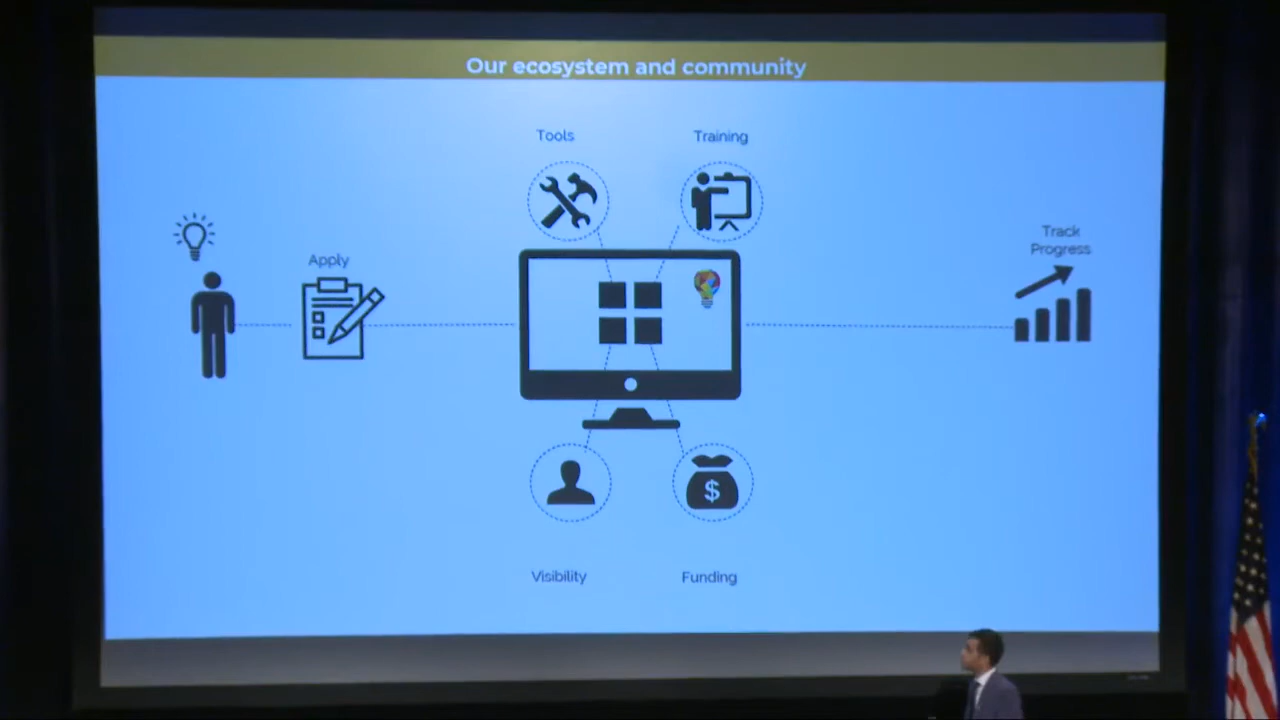 Our ecosystem and community
Tools
Training
Apply
Track
Progress
$
Visibility
Funding